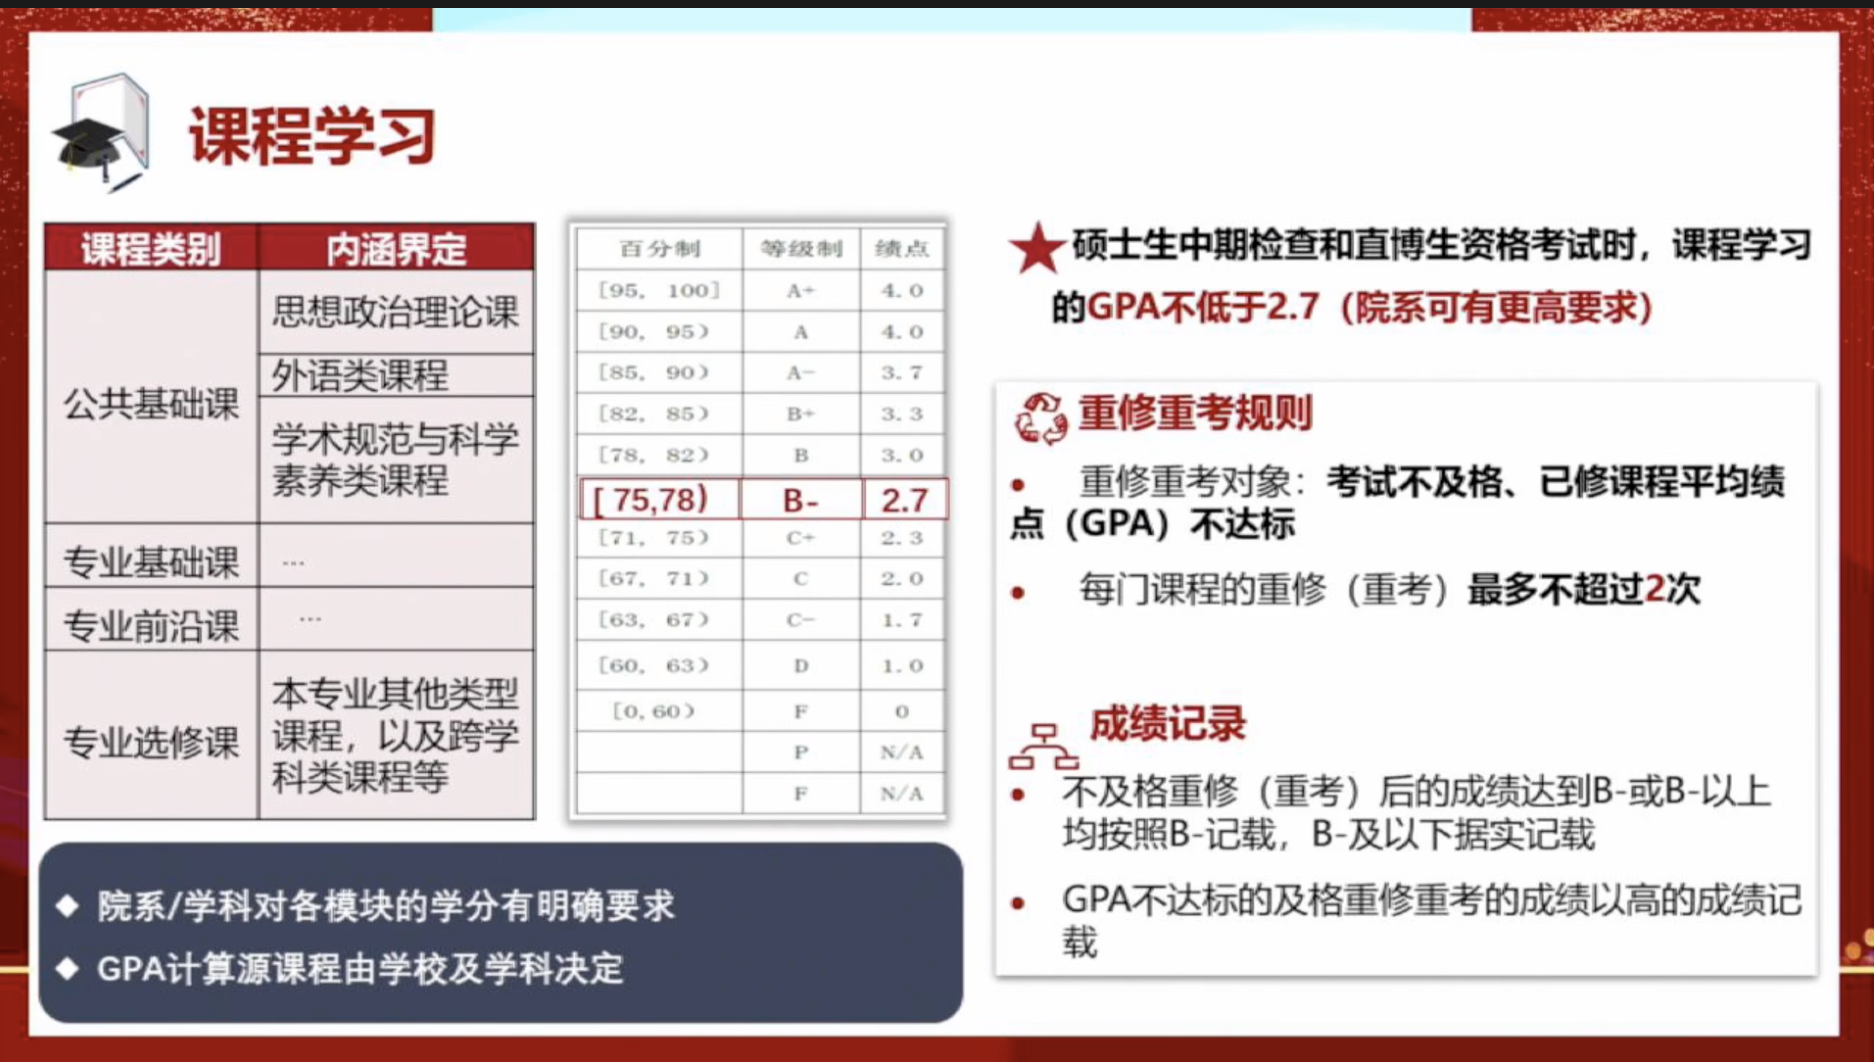 课程学习
课程类别 内涵界定
公共基础课
思想政治理论课
外语类课程
学术规范与科学
素养类课程
专业基础课 …
专业前沿课 …
专业选修课
本专业其他类型
课程，以及跨学
科类课程等
百分制 等级制 绩点
[95, 100] A+ 4.0
[90, 95) A 4.0
[85, 90) A- 3.7
[82, 85) B+ 3.3
[78, 82) B 3.0
[75,78) B- 2.7
[71, 75) C+ 2.3
[67, 71) C 2.0
[63, 67) C- 1.7
[60, 63) D 1.0
[0,60) F 0
P N/A
F N/A
◆ 院系/学科对各模块的学分有明确要求
◆ GPA计算源课程由学校及学科决定
★硕士生中期检查和直博生资格考试时，课程学习
的GPA不低于2.7（院系可有更高要求）
重修重考规则
• 重修重考对象：考试不及格、已修课程平均绩
点（GPA）不达标
• 每门课程的重修（重考）最多不超过2次
成绩记录
• 不及格重修（重考）后的成绩达到B-或B-以上
均按照B-记载，B-及以下据实记载
• GPA不达标的及格重修重考的成绩以高的成绩记
载